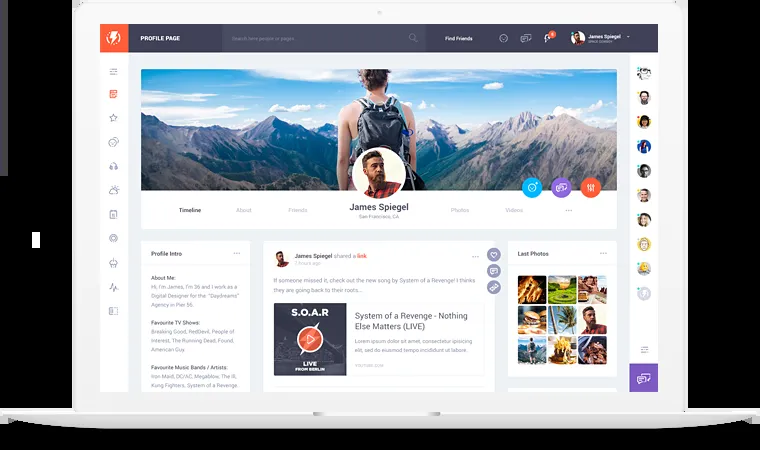 PROFILE PAGE
Search here people or pages...
Find Friends
James Spiegel
James Spiegel
San Francisco, CA
Timeline
About
Friends
Photos
Videos
Profile Intro
About Me:
Hi, I'm James, I'm 36 and I work as a
Digital Designer for the "Daydreams"
Agency in Pier 56.
Favourite TV Shows:
Breaking Good, RedDevil, People of
Interest, The Running Dead, Found,
American Guy.
Favourite Music Bands / Artists:
Iron Maid, DC/AC, Megablow, The Ill,
Kung Fighters, System of a Revenge.
James Spiegel shared a link
7 hours ago
If someone missed it, check out the new song by System of a Revenge! I thinks
they are going back to their roots...
S.O.A.R
LIVE
FROM BERLIN
System of a Revenge - Nothing
Else Matters (LIVE)
Lorem ipsum dolor sit amet, consectetur ipisicing
elit, sed do eiusmod tempo incididunt ut labore.
YOUTUBE.COM
Last Photos